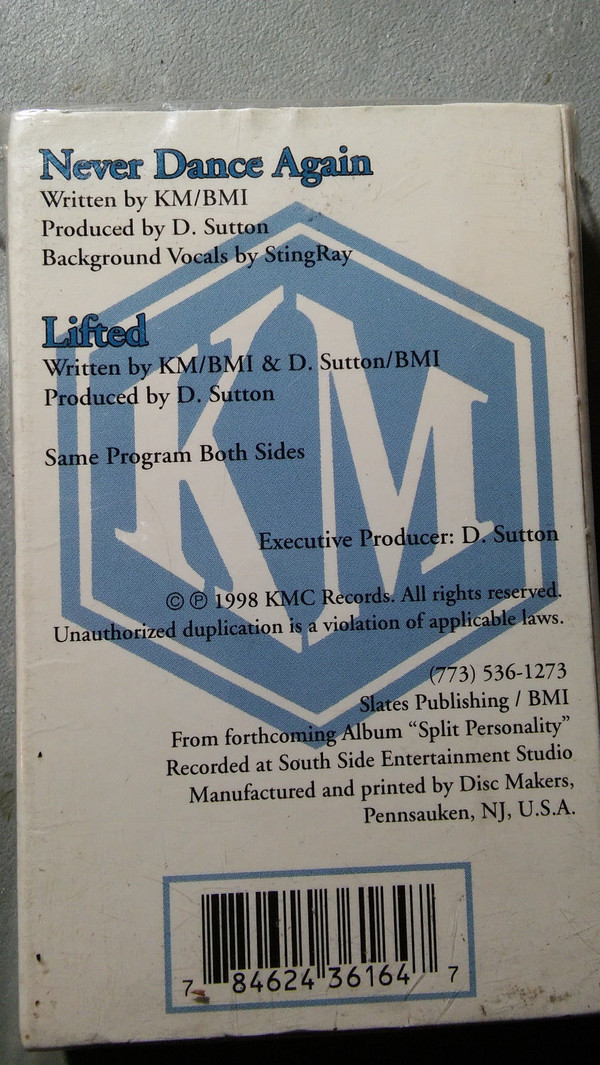 Never Dance Again
Written by KM/BMI
Produced by D. Sutton
Background Vocals by StingRay
Lifted
Written by KM/BMI & D. Sutton/BMI
Produced by D. Sutton
Same Program Both Sides
KM
Executive Producer: D. Sutton
© ℗ 1998 KMC Records. All rights reserved.
Unauthorized duplication is a violation of applicable laws.
(773) 536-1273
Slates Publishing / BMI
From forthcoming Album “Split Personality”
Recorded at South Side Entertainment Studio
Manufactured and printed by Disc Makers,
Pennsauken, NJ, U.S.A.
7 84624 36164 7